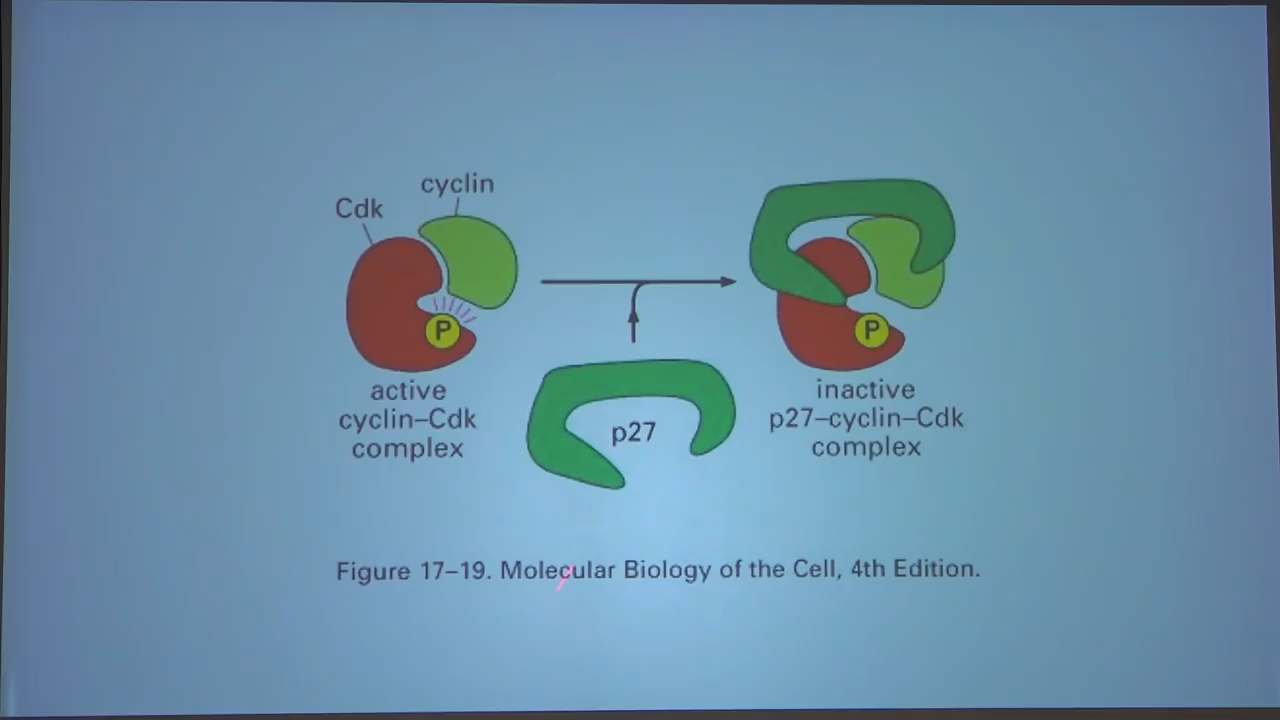 cyclin
Cdk
P
active
cyclin–Cdk
complex
p27
P
inactive
p27–cyclin–Cdk
complex
Figure 17–19. Molecular Biology of the Cell, 4th Edition.